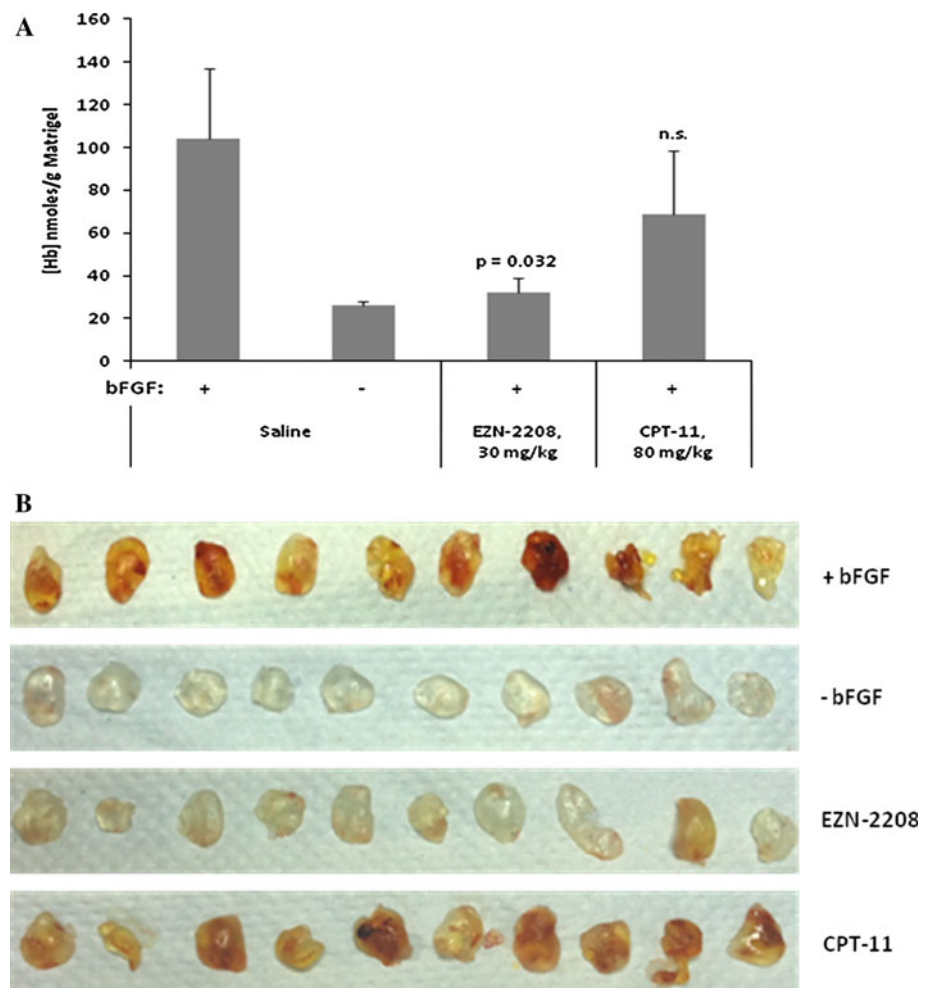 A
[Hb] nmoles/g Matrigel
160
140
120
100
80
60
40
20
0
n.s.
p = 0.032
bFGF: + - + +
Saline
EZN-2208,
30 mg/kg
CPT-11,
80 mg/kg
B
+ bFGF
- bFGF
EZN-2208
CPT-11